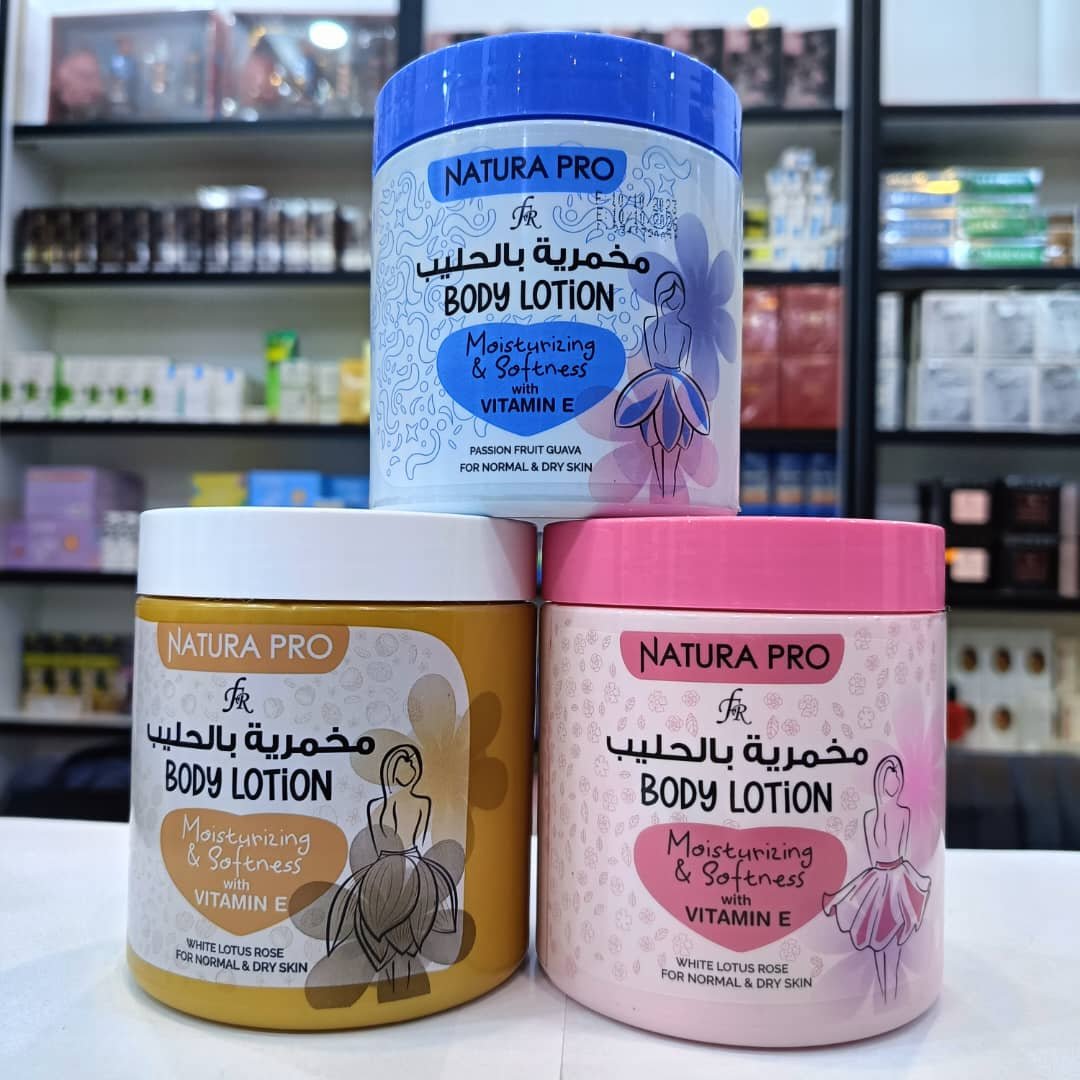 NATURA PRO
FR
مخمرية بالحليب
BODY LOTION
Moisturizing
& Softness
with
VITAMIN E
PASSION FRUIT GUAVA
FOR NORMAL & DRY SKIN
NATURA PRO
FR
مخمرية بالحليب
BODY LOTION
Moisturizing
& Softness
with
VITAMIN E
WHITE LOTUS ROSE
FOR NORMAL & DRY SKIN
NATURA PRO
FR
مخمرية بالحليب
BODY LOTION
Moisturizing
& Softness
with
VITAMIN E
WHITE LOTUS ROSE
FOR NORMAL & DRY SKIN